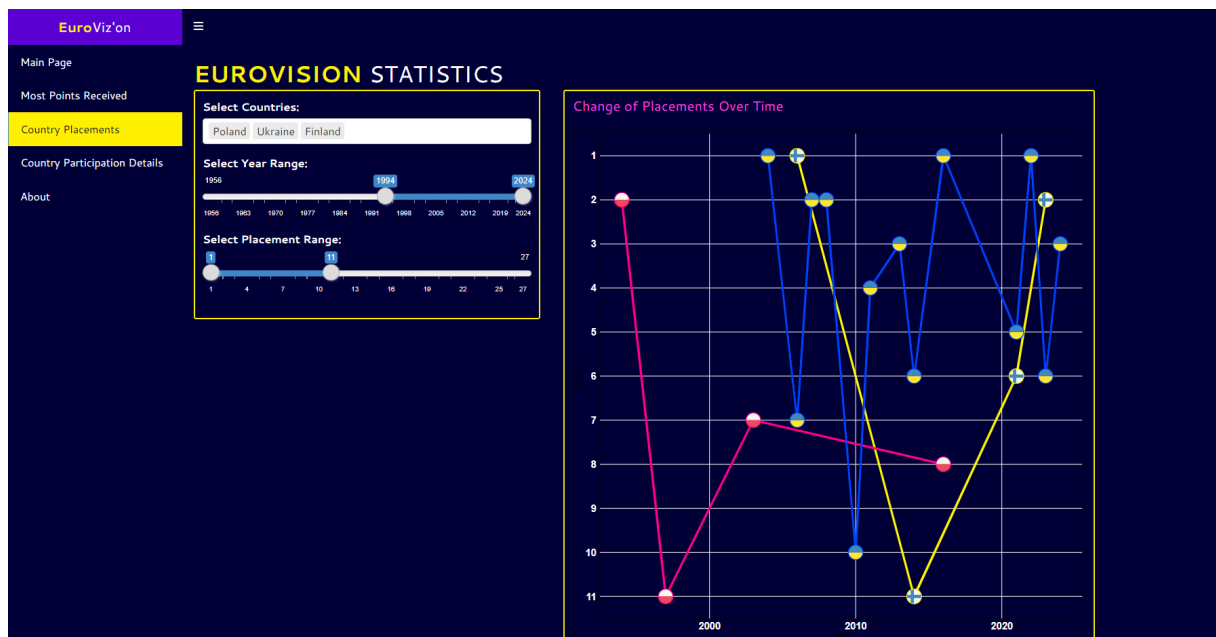 EuroViz'on
☰
Main Page
Most Points Received
Country Placements
Country Participation Details
About
EUROVISION STATISTICS
Select Countries:
Poland Ukraine Finland
Select Year Range:
1956 1994 2024
1956 1963 1970 1977 1984 1991 1998 2005 2012 2019 2024
Select Placement Range:
1 11 27
1 4 7 10 13 16 19 22 25 27
Change of Placements Over Time
1
2
3
4
5
6
7
8
9
10
11
2000 2010 2020